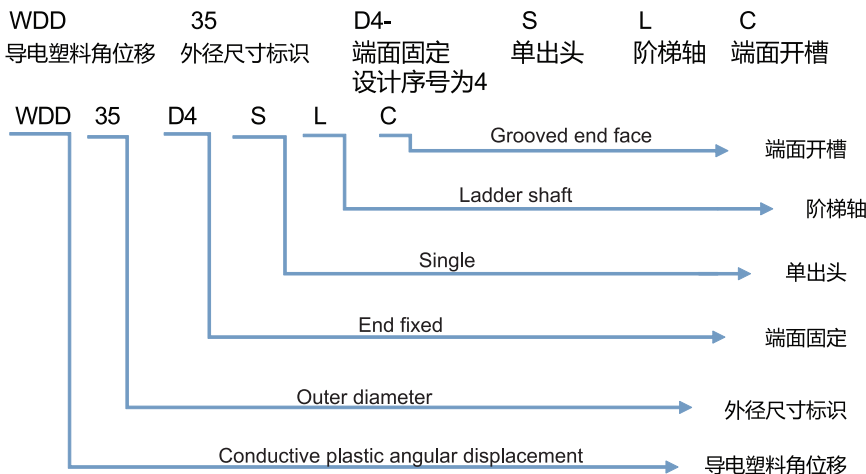 WDD 35 D4- S L C
导电塑料角位移 外径尺寸标识 端面固定 单出头 阶梯轴 端面开槽
设计序号为4
WDD 35 D4 S L C
Grooved end face 端面开槽
Ladder shaft 阶梯轴
Single 单出头
End fixed 端面固定
Outer diameter 外径尺寸标识
Conductive plastic angular displacement 导电塑料角位移